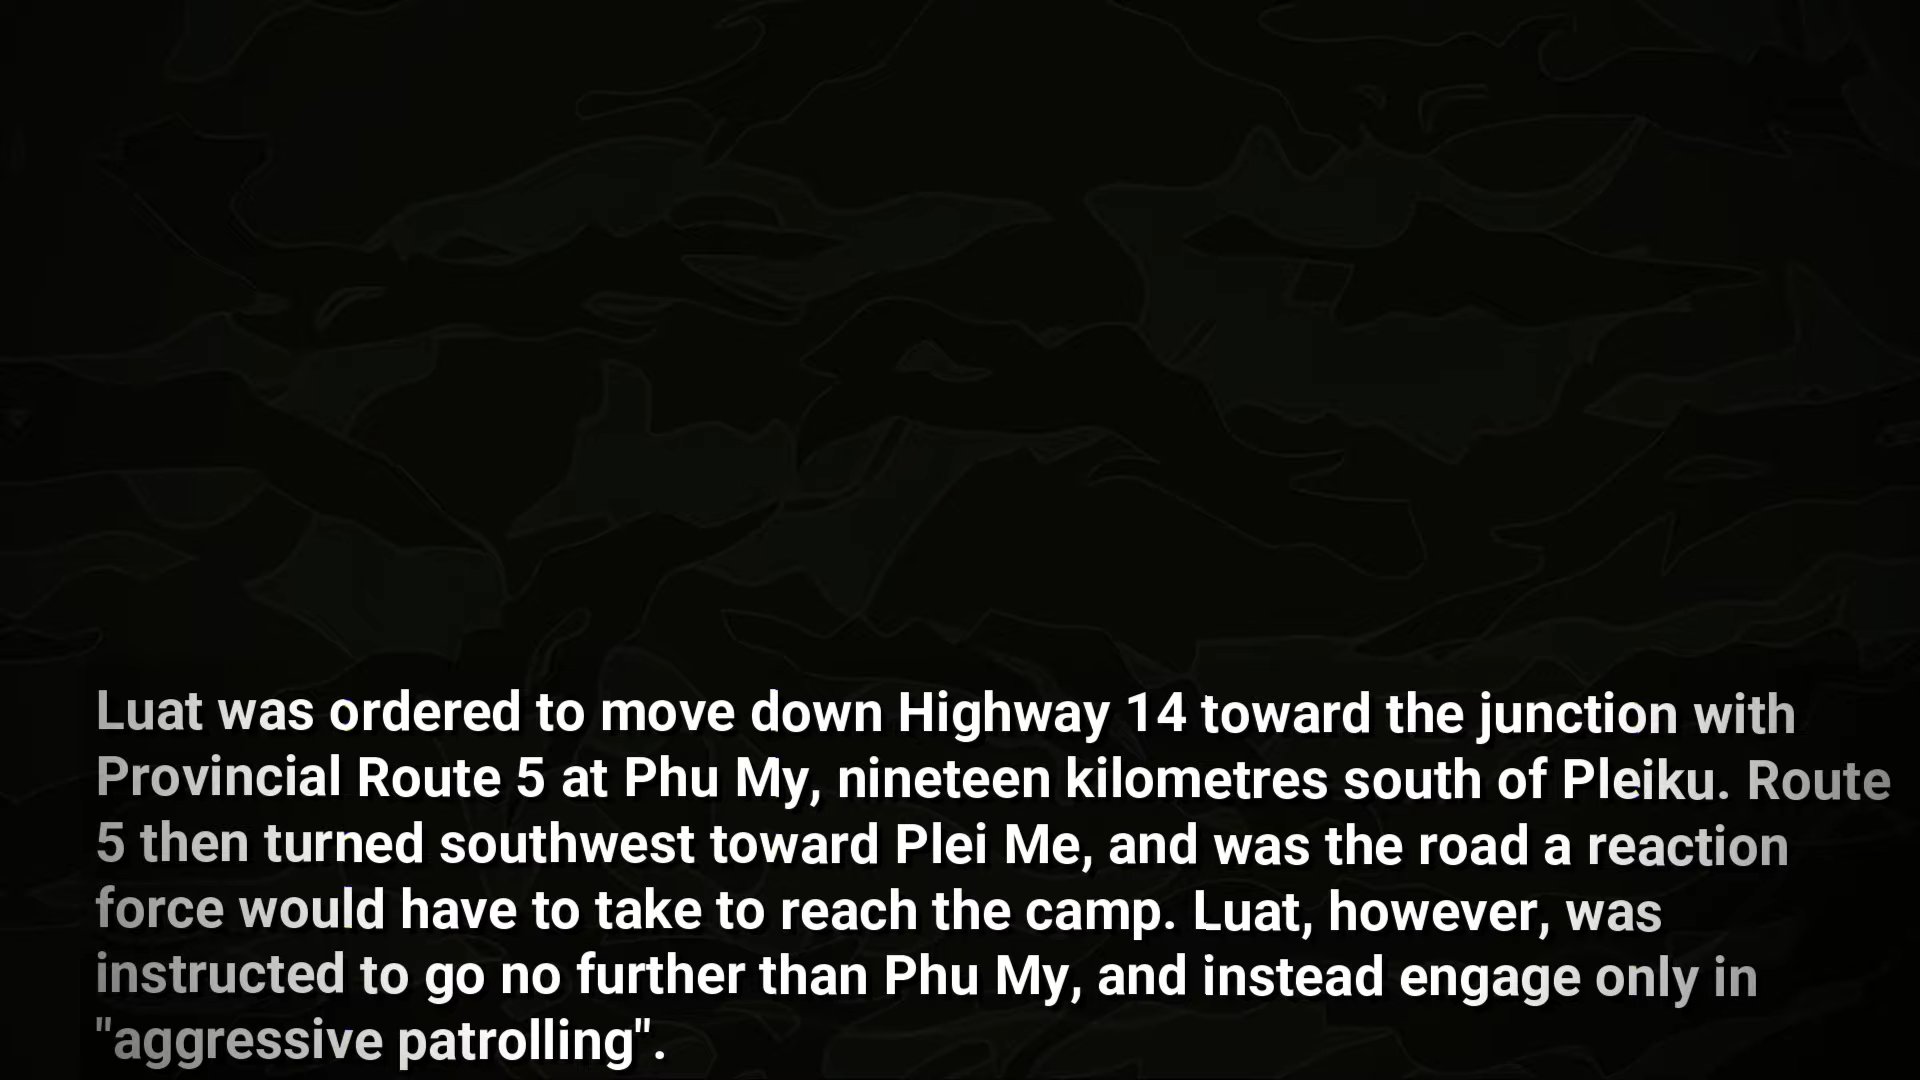 Luat was ordered to move down Highway 14 toward the junction with
Provincial Route 5 at Phu My, nineteen kilometres south of Pleiku. Route
5 then turned southwest toward Plei Me, and was the road a reaction
force would have to take to reach the camp. Luat, however, was
instructed to go no further than Phu My, and instead engage only in
"aggressive patrolling".